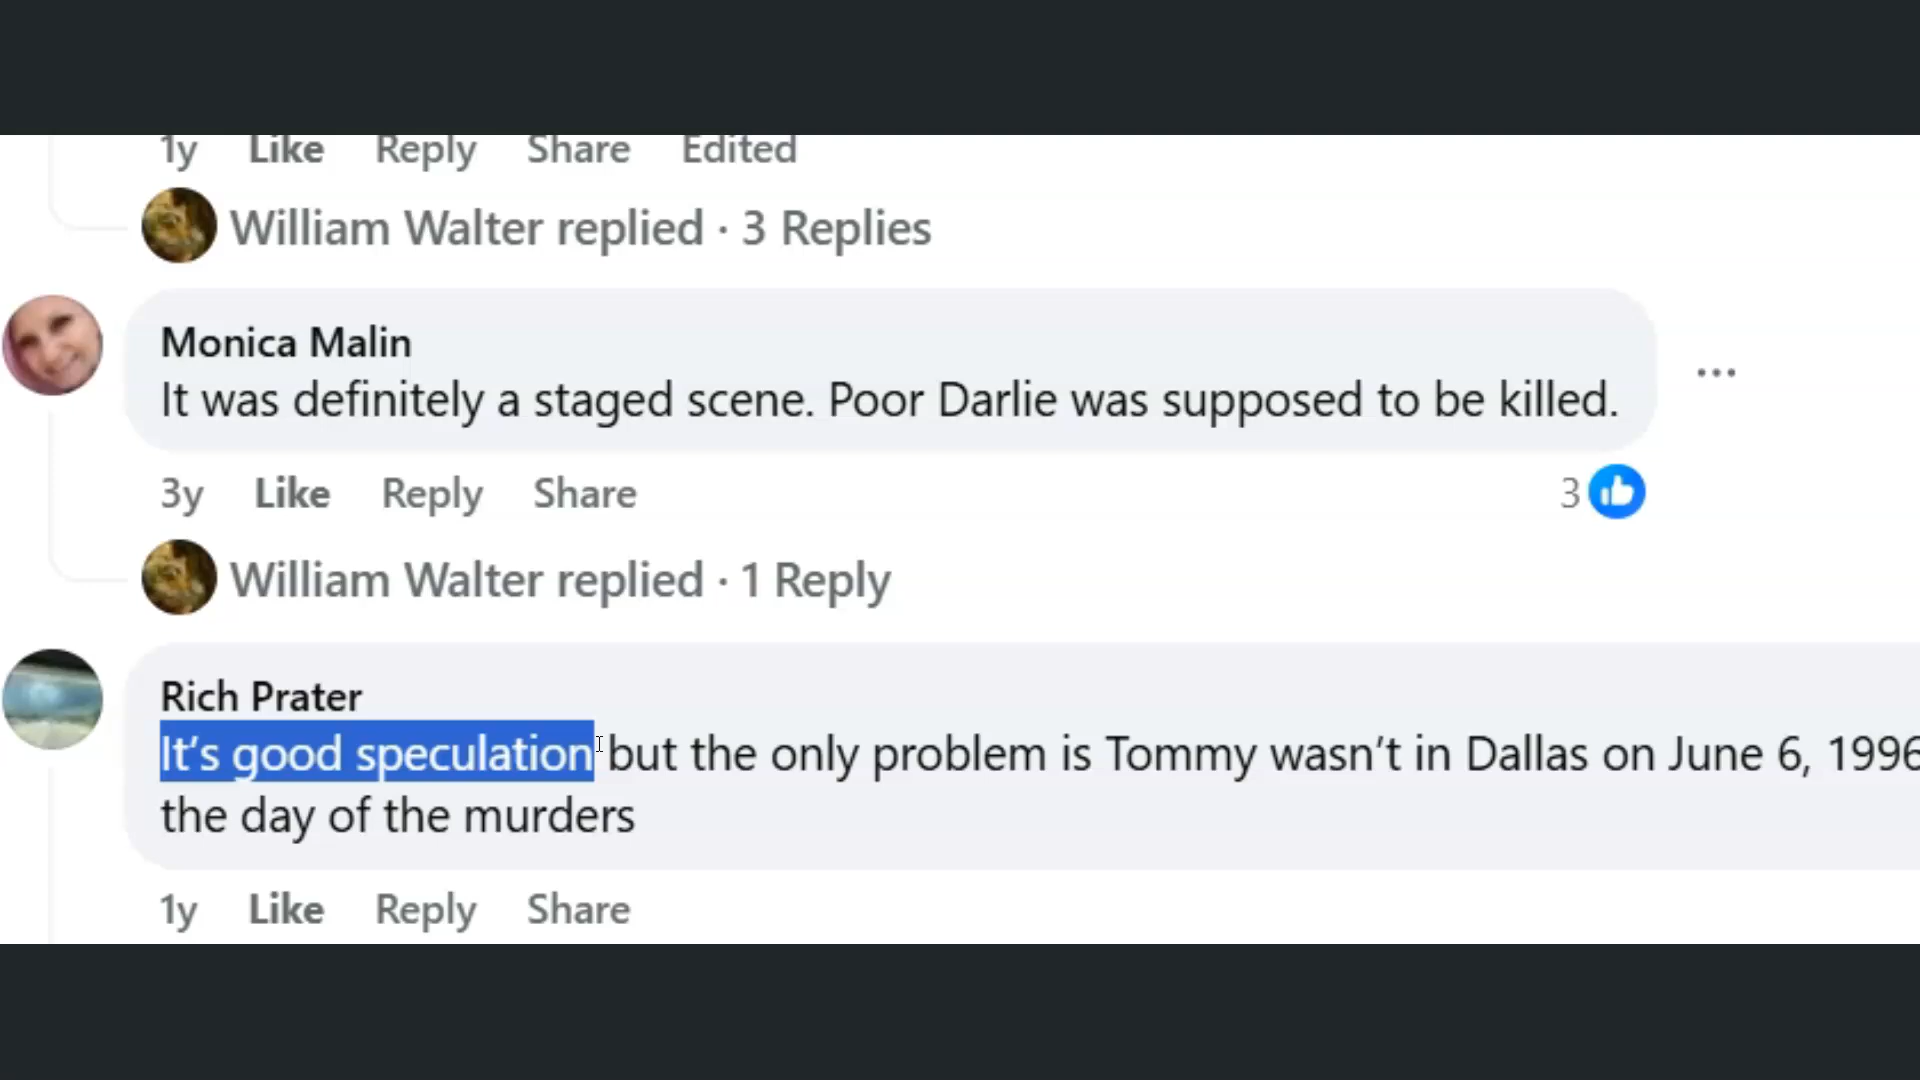 1y Like Reply Share Edited
William Walter replied · 3 Replies
Monica Malin
It was definitely a staged scene. Poor Darlie was supposed to be killed.
3y Like Reply Share 3
William Walter replied · 1 Reply
Rich Prater
It’s good speculation but the only problem is Tommy wasn’t in Dallas on June 6, 1996
the day of the murders
1y Like Reply Share